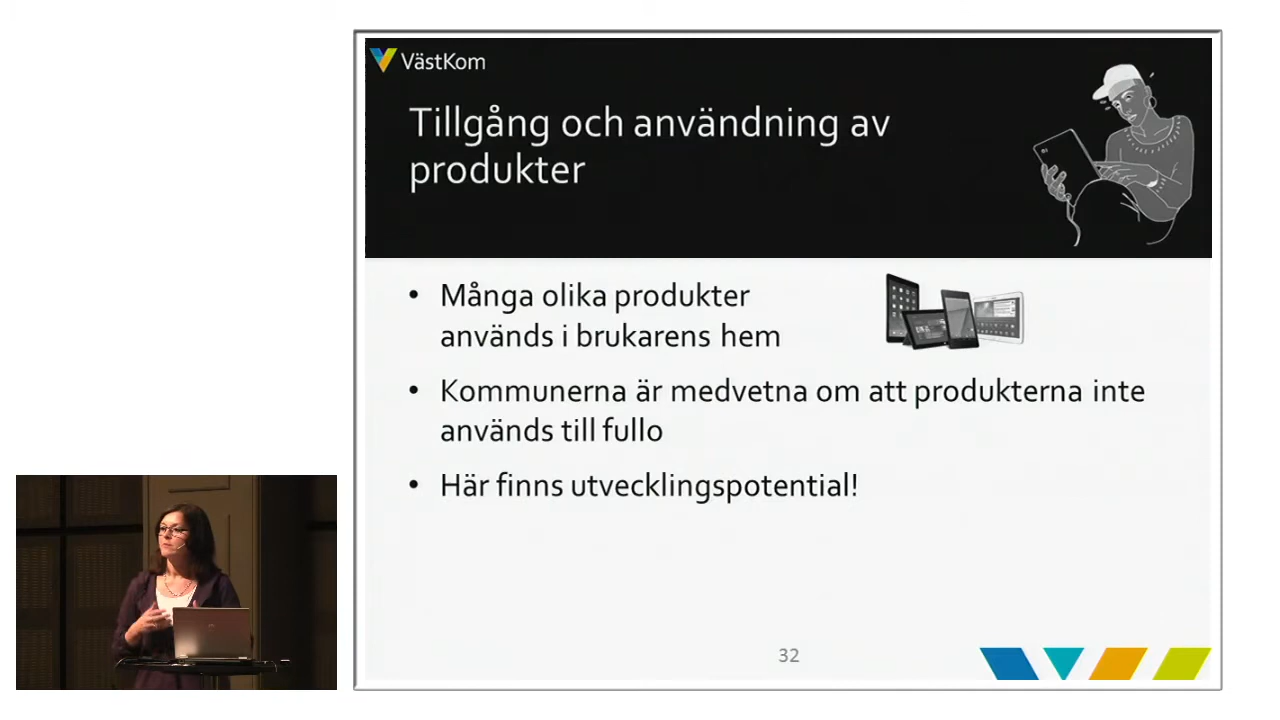 VästKom
Tillgång och användning av
produkter
• Många olika produkter
används i brukarens hem
• Kommunerna är medvetna om att produkterna inte
används till fullo
• Här finns utvecklingspotential!
32